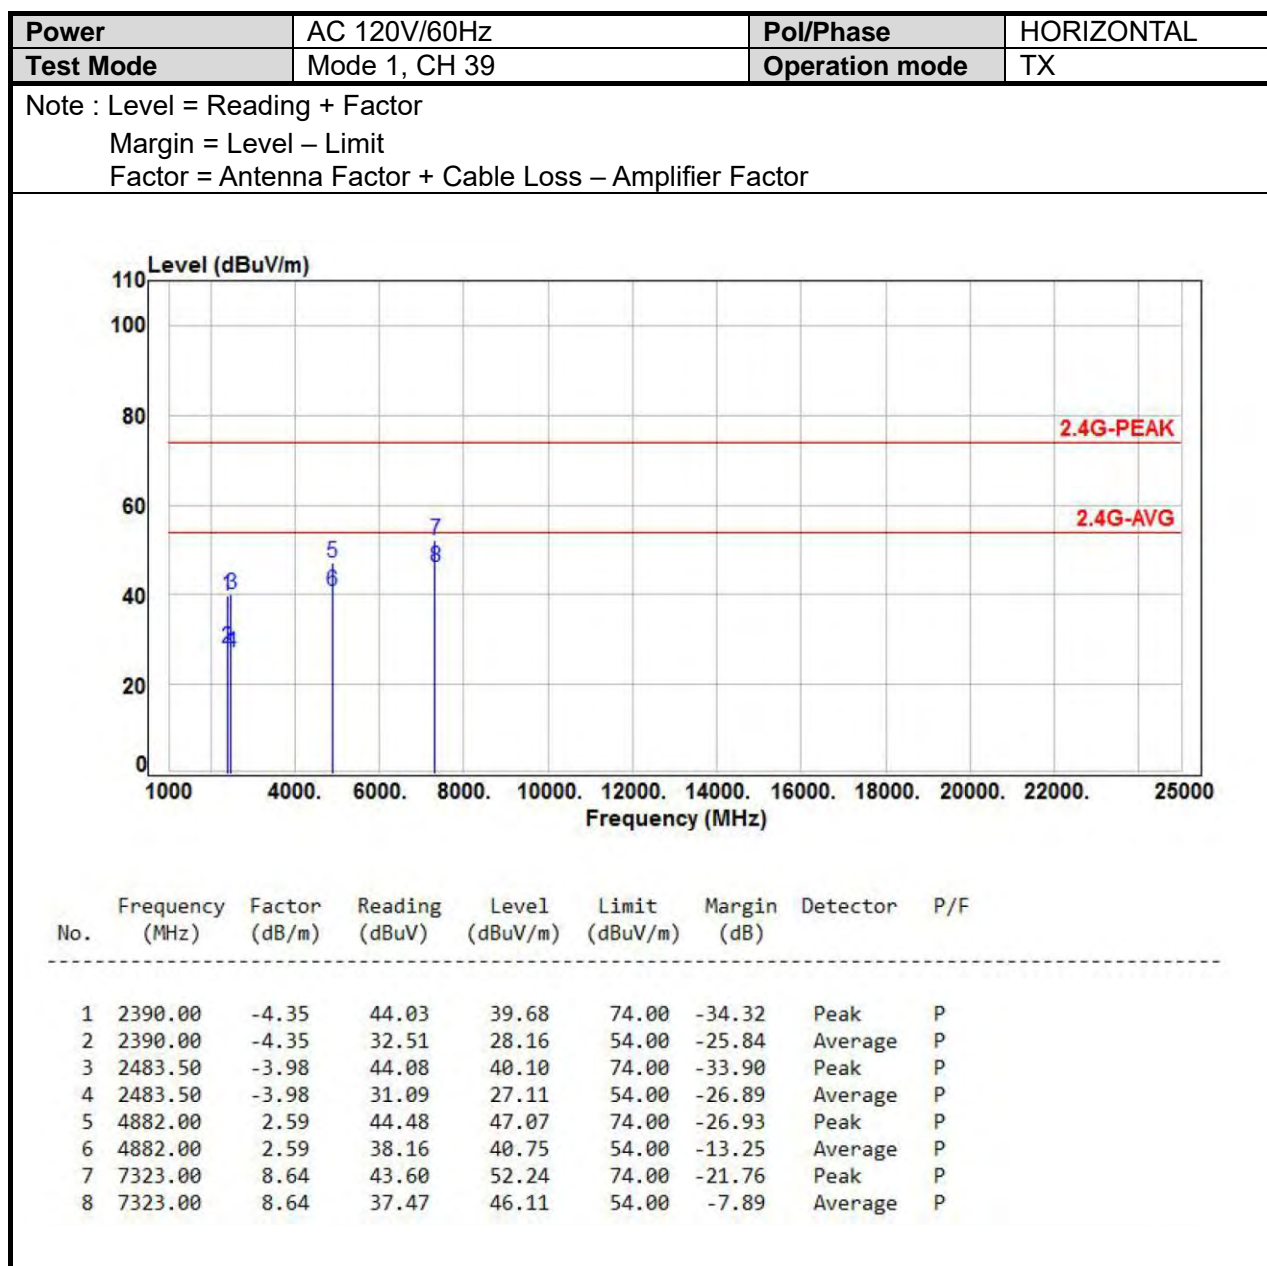 Power AC 120V/60Hz Pol/Phase HORIZONTAL
Test Mode Mode 1, CH 39 Operation mode TX
Note : Level = Reading + Factor
Margin = Level – Limit
Factor = Antenna Factor + Cable Loss – Amplifier Factor
Level (dBuV/m)
110
100
80
2.4G-PEAK
60
2.4G-AVG
7
5
8
6
1 3
40
2 4
20
0
1000 4000. 6000. 8000. 10000. 12000. 14000. 16000. 18000. 20000. 22000. 25000
Frequency (MHz)
Frequency Factor Reading Level Limit Margin Detector P/F
No. (MHz) (dB/m) (dBuV) (dBuV/m) (dBuV/m) (dB)
1 2390.00 -4.35 44.03 39.68 74.00 -34.32 Peak P
2 2390.00 -4.35 32.51 28.16 54.00 -25.84 Average P
3 2483.50 -3.98 44.08 40.10 74.00 -33.90 Peak P
4 2483.50 -3.98 31.09 27.11 54.00 -26.89 Average P
5 4882.00 2.59 44.48 47.07 74.00 -26.93 Peak P
6 4882.00 2.59 38.16 40.75 54.00 -13.25 Average P
7 7323.00 8.64 43.60 52.24 74.00 -21.76 Peak P
8 7323.00 8.64 37.47 46.11 54.00 -7.89 Average P